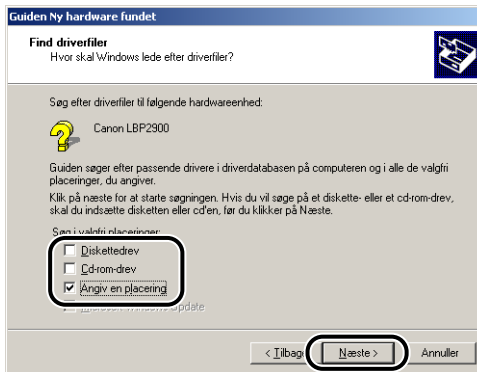 Guiden Ny hardware fundet
Find driverfiler
Hvor skal Windows lede efter driverfiler?
Søg efter driverfiler til følgende hardwareenhed:
Canon LBP2900
Guiden søger efter passende drivere i driverdatabasen på computeren og i alle de valgfri
placeringer, du angiver.
Klik på næste for at starte søgningen. Hvis du vil søge på et diskette- eller et cd-rom-drev,
skal du indsætte disketten eller cd'en, før du klikker på Næste.
Søg i valgfri placeringer:
Diskettedrev
Cd-rom-drev
Angiv en placering
Microsoft Windows Update
< Tilbage Næste > Annuller